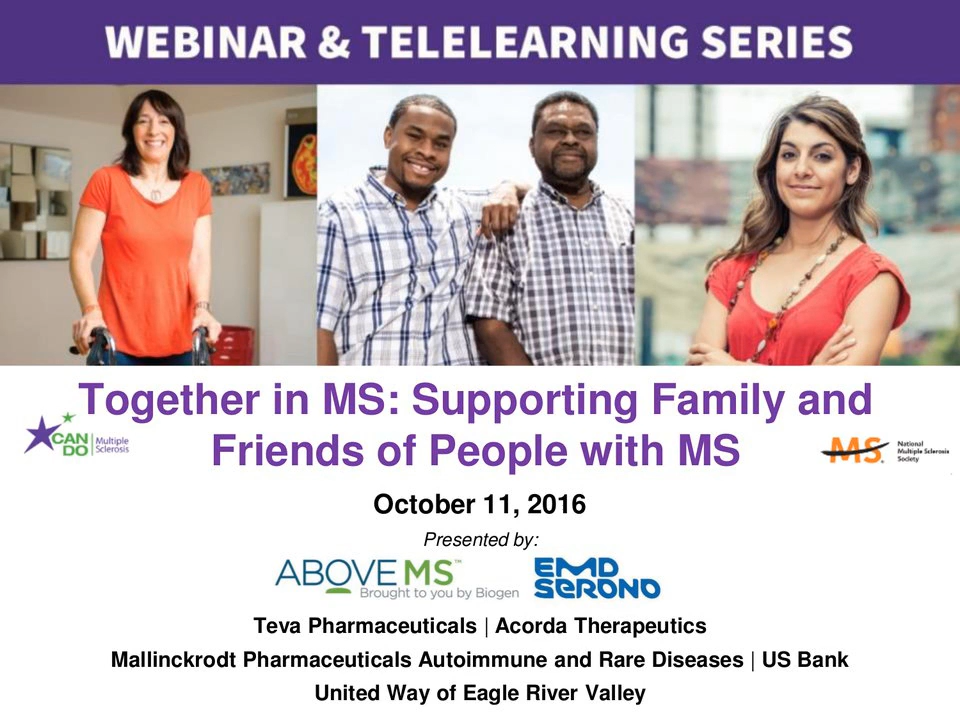 WEBINAR & TELELEARNING SERIES
Together in MS: Supporting Family and
Friends of People with MS
CAN DO Multiple Sclerosis
MS National Multiple Sclerosis Society
October 11, 2016
Presented by:
ABOVE MS™
Brought to you by Biogen
EMD SERONO
Teva Pharmaceuticals | Acorda Therapeutics
Mallinckrodt Pharmaceuticals Autoimmune and Rare Diseases | US Bank
United Way of Eagle River Valley